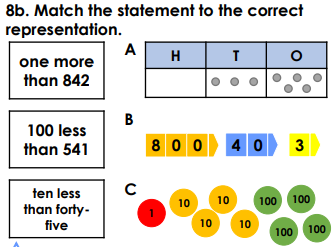 8b. Match the statement to the correct
representation.
one more
than 842
A
H T O
100 less
than 541
B
8 0 0 4 0 3
ten less
than forty-
five
C
1 10 10 10 10 100 100 100 100